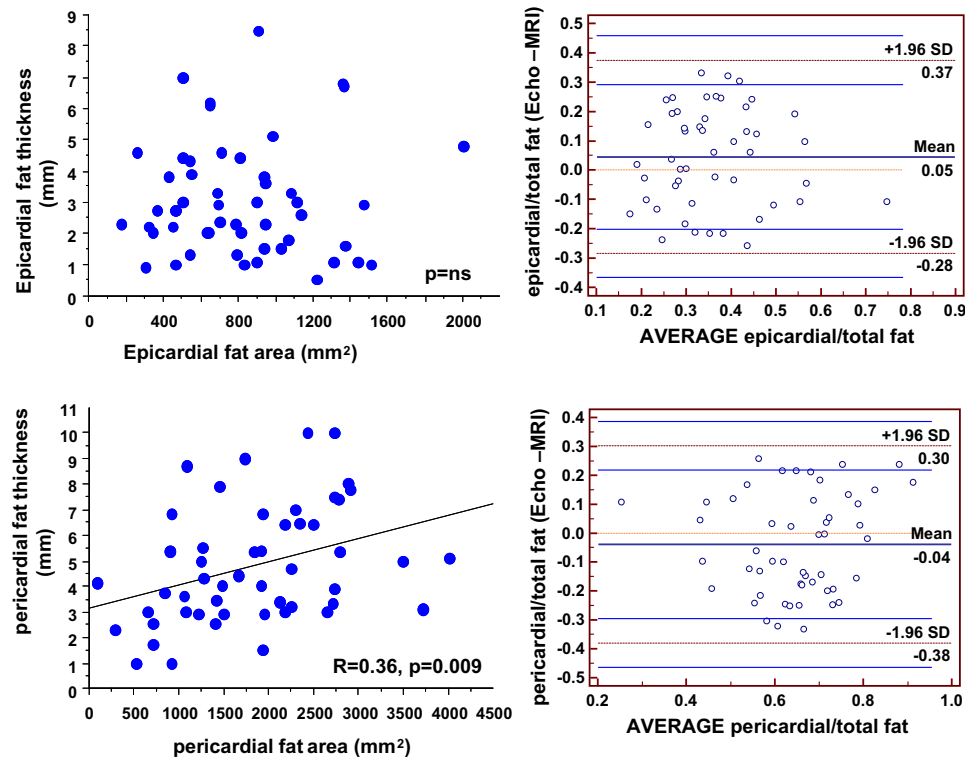 Epicardial fat thickness
(mm)
9
8
7
6
5
4
3
2
1
0
p=ns
0 400 800 1200 1600 2000
Epicardial fat area (mm²)
epicardial/total fat (Echo –MRI)
0.5
0.4
0.3
0.2
0.1
0.0
-0.1
-0.2
-0.3
-0.4
+1.96 SD
0.37
Mean
0.05
-1.96 SD
-0.28
0.1 0.2 0.3 0.4 0.5 0.6 0.7 0.8 0.9
AVERAGE epicardial/total fat
pericardial fat thickness
(mm)
11
10
9
8
7
6
5
4
3
2
1
0
R=0.36, p=0.009
0 500 1000 1500 2000 2500 3000 3500 4000 4500
pericardial fat area (mm²)
pericardial/total fat (Echo –MRI)
0.4
0.3
0.2
0.1
0.0
-0.1
-0.2
-0.3
-0.4
-0.5
+1.96 SD
0.30
Mean
-0.04
-1.96 SD
-0.38
0.2 0.4 0.6 0.8 1.0
AVERAGE pericardial/total fat